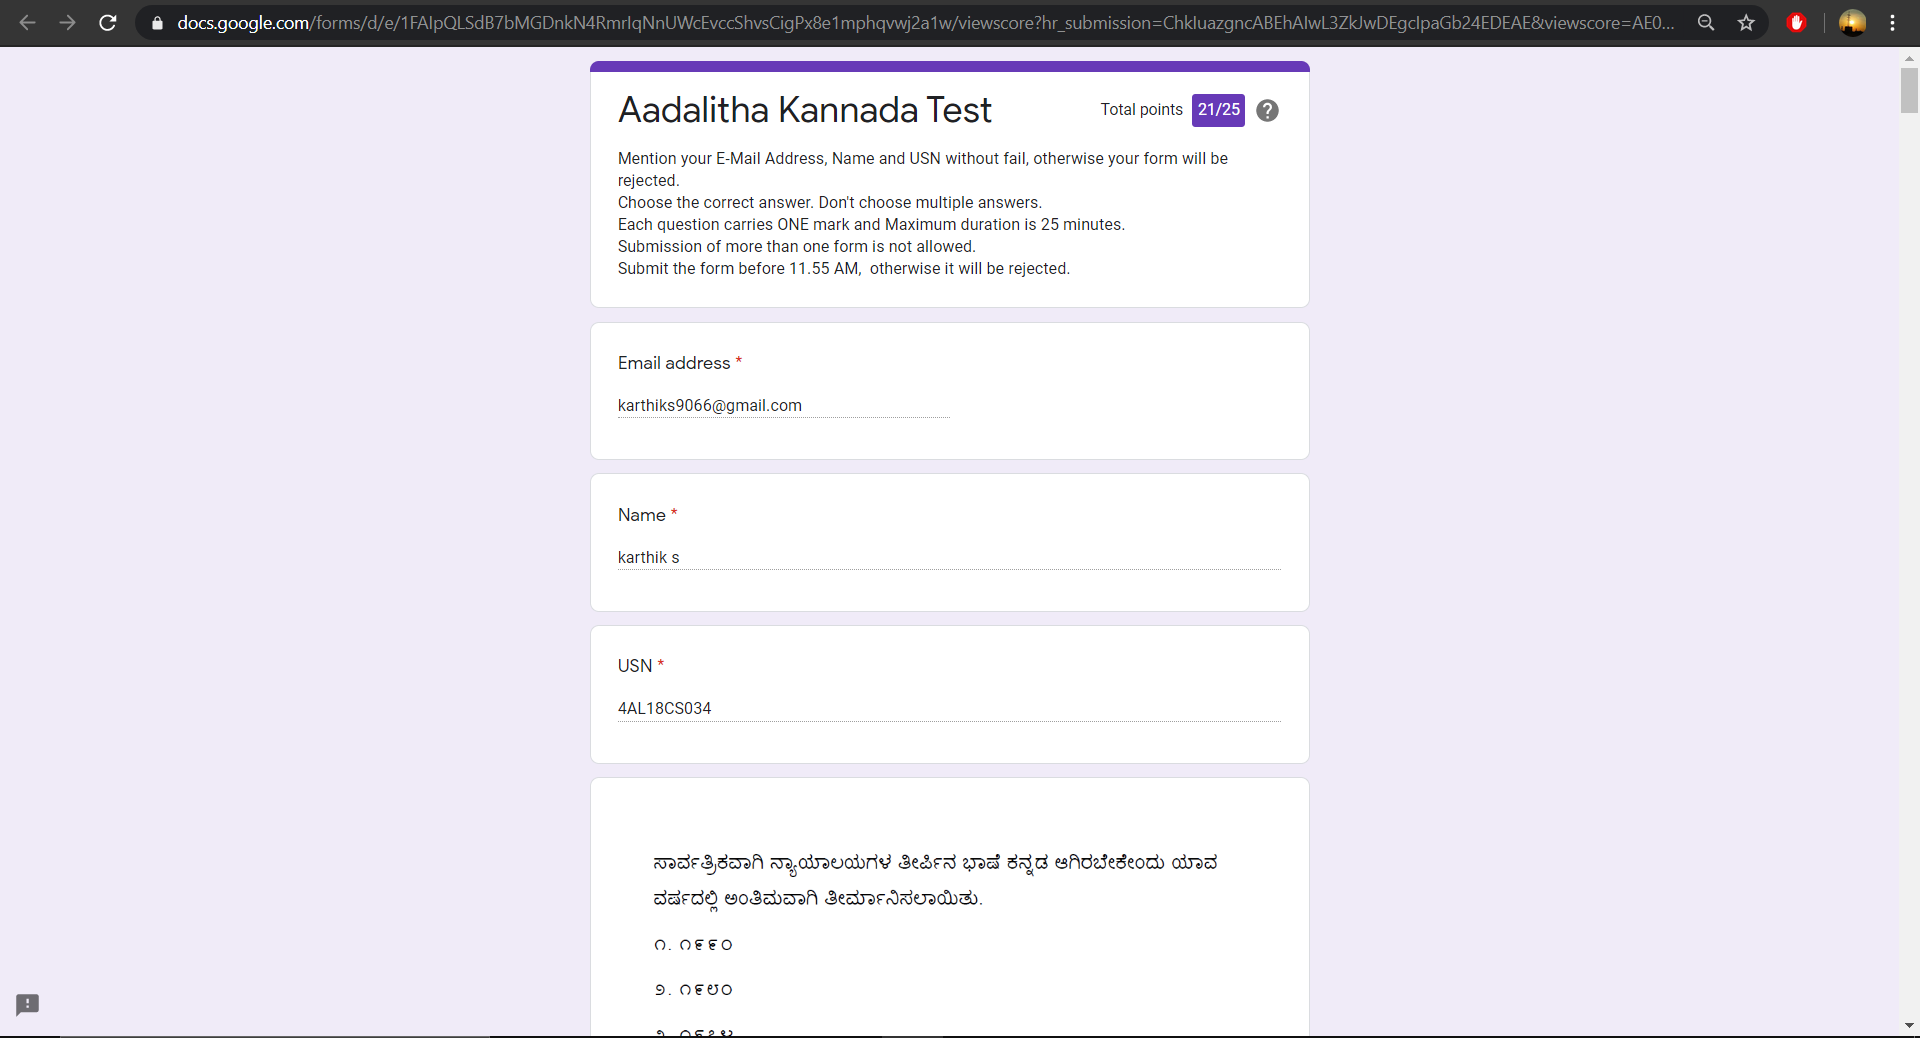 docs.google.com/forms/d/e/1FAIpQLSdB7bMGDnkN4RmrIqNnUWcEvccShvsCigPx8e1mphqvwj2a1w/viewscore?hr_submission=ChkIuazgncABEhAIwL3ZkJwDEgcIpaGb24EDEAE&viewscore=AE0...
Aadalitha Kannada Test
Total points 21/25
Mention your E-Mail Address, Name and USN without fail, otherwise your form will be
rejected.
Choose the correct answer. Don't choose multiple answers.
Each question carries ONE mark and Maximum duration is 25 minutes.
Submission of more than one form is not allowed.
Submit the form before 11.55 AM, otherwise it will be rejected.
Email address *
karthiks9066@gmail.com
Name *
karthik s
USN *
4AL18CS034
ಸಾರ್ವತ್ರಿಕವಾಗಿ ನ್ಯಾಯಾಲಯಗಳ ತೀರ್ಪಿನ ಭಾಷೆ ಕನ್ನಡ ಆಗಿರಬೇಕೇಂದು ಯಾವ
ವರ್ಷದಲ್ಲಿ ಅಂತಿಮವಾಗಿ ತೀರ್ಮಾನಿಸಲಾಯಿತು.
೧. ೧೯೯೦
೨. ೧೯೮೦